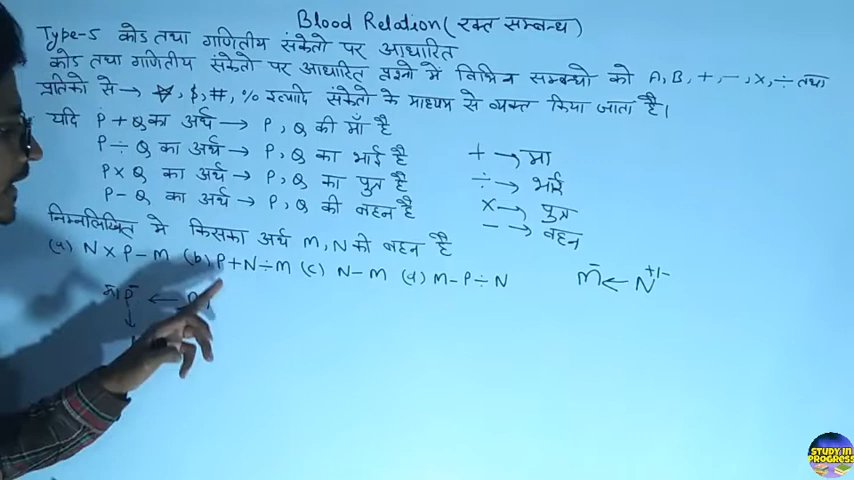 Blood Relation (रक्त सम्बन्ध)
Type-5 कोड तथा गणितीय संकेतो पर आधारित
कोड तथा गणितीय संकेतो पर आधारित प्रश्नो में विभिन्न सम्बन्धो को A, B, +, -, ×, ÷ तथा
प्रतिको से → ☆, $, #, % इत्यादि संकेतो के माध्यम से व्यक्त किया जाता है।
यदि P + Q का अर्थ → P, Q की माँ है
P ÷ Q का अर्थ → P, Q का भाई है
P × Q का अर्थ → P, Q का पुत्र है
P - Q का अर्थ → P, Q की बहन है
+ → मा
÷ → भाई
× → पुत्र
- → बहन
निम्नलिखित मे किसका अर्थ M, N की बहन है
(a) N × P - M (b) P + N ÷ M (c) N - M (d) M - P ÷ N
M̄ ← N +/-
STUDY IN
PROGRESS